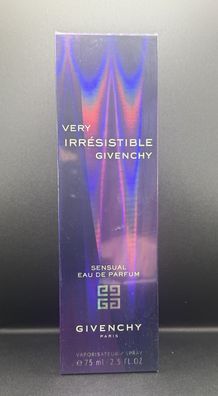 VERY
IRRÉSISTIBLE
GIVENCHY
SENSUAL
EAU DE PARFUM
GIVENCHY
PARIS
VAPORISATEUR / SPRAY
e 75 ml - 2.5 FL.OZ